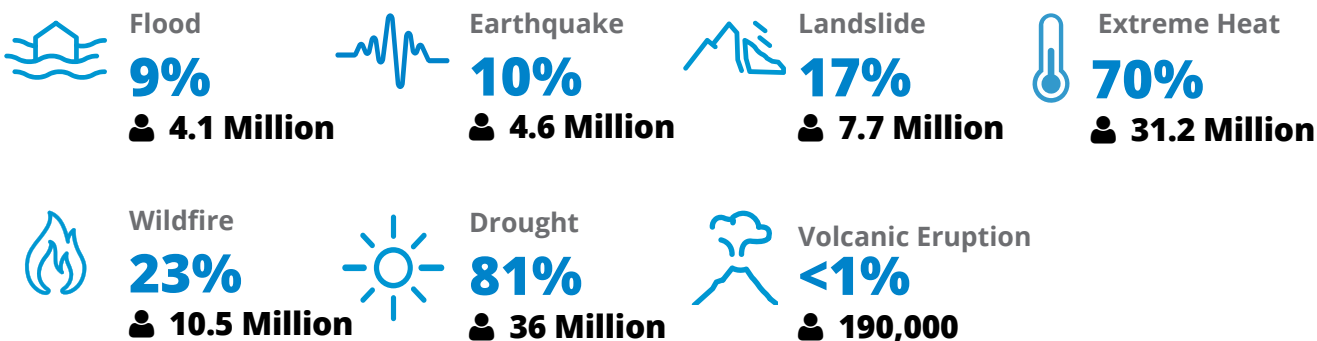 Flood
9%
4.1 Million
Earthquake
10%
4.6 Million
Landslide
17%
7.7 Million
Extreme Heat
70%
31.2 Million
Wildfire
23%
10.5 Million
Drought
81%
36 Million
Volcanic Eruption
<1%
190,000